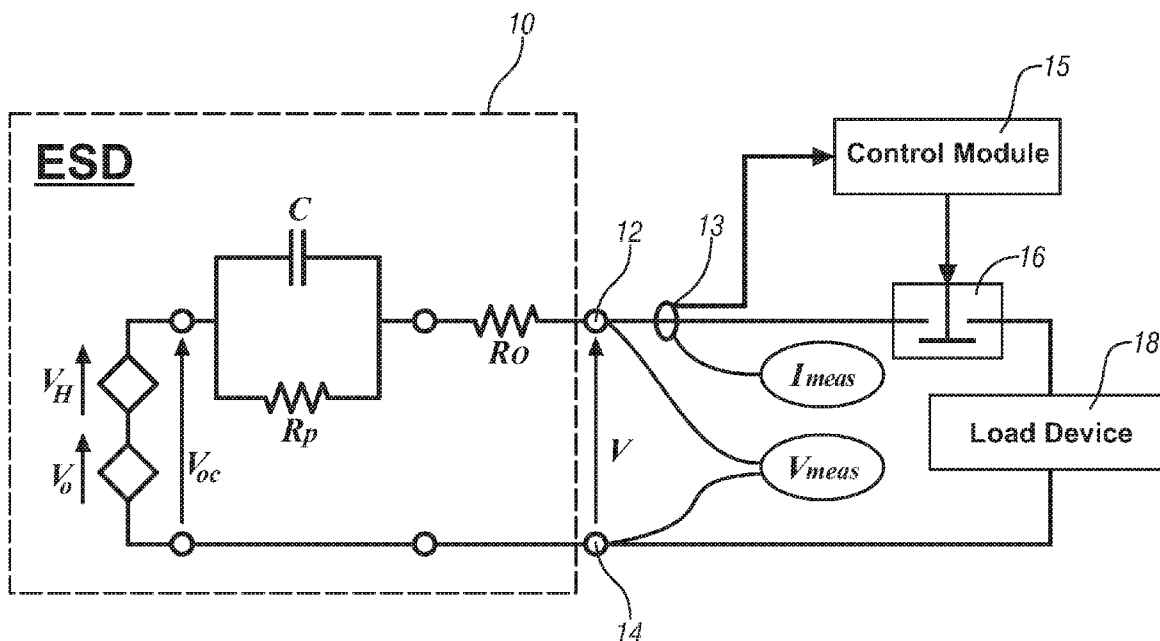 10
15
ESD
Control Module
C
12
13
16
Ro
18
VH
Imeas
Rp
Load Device
Vo
Voc
V
Vmeas
14